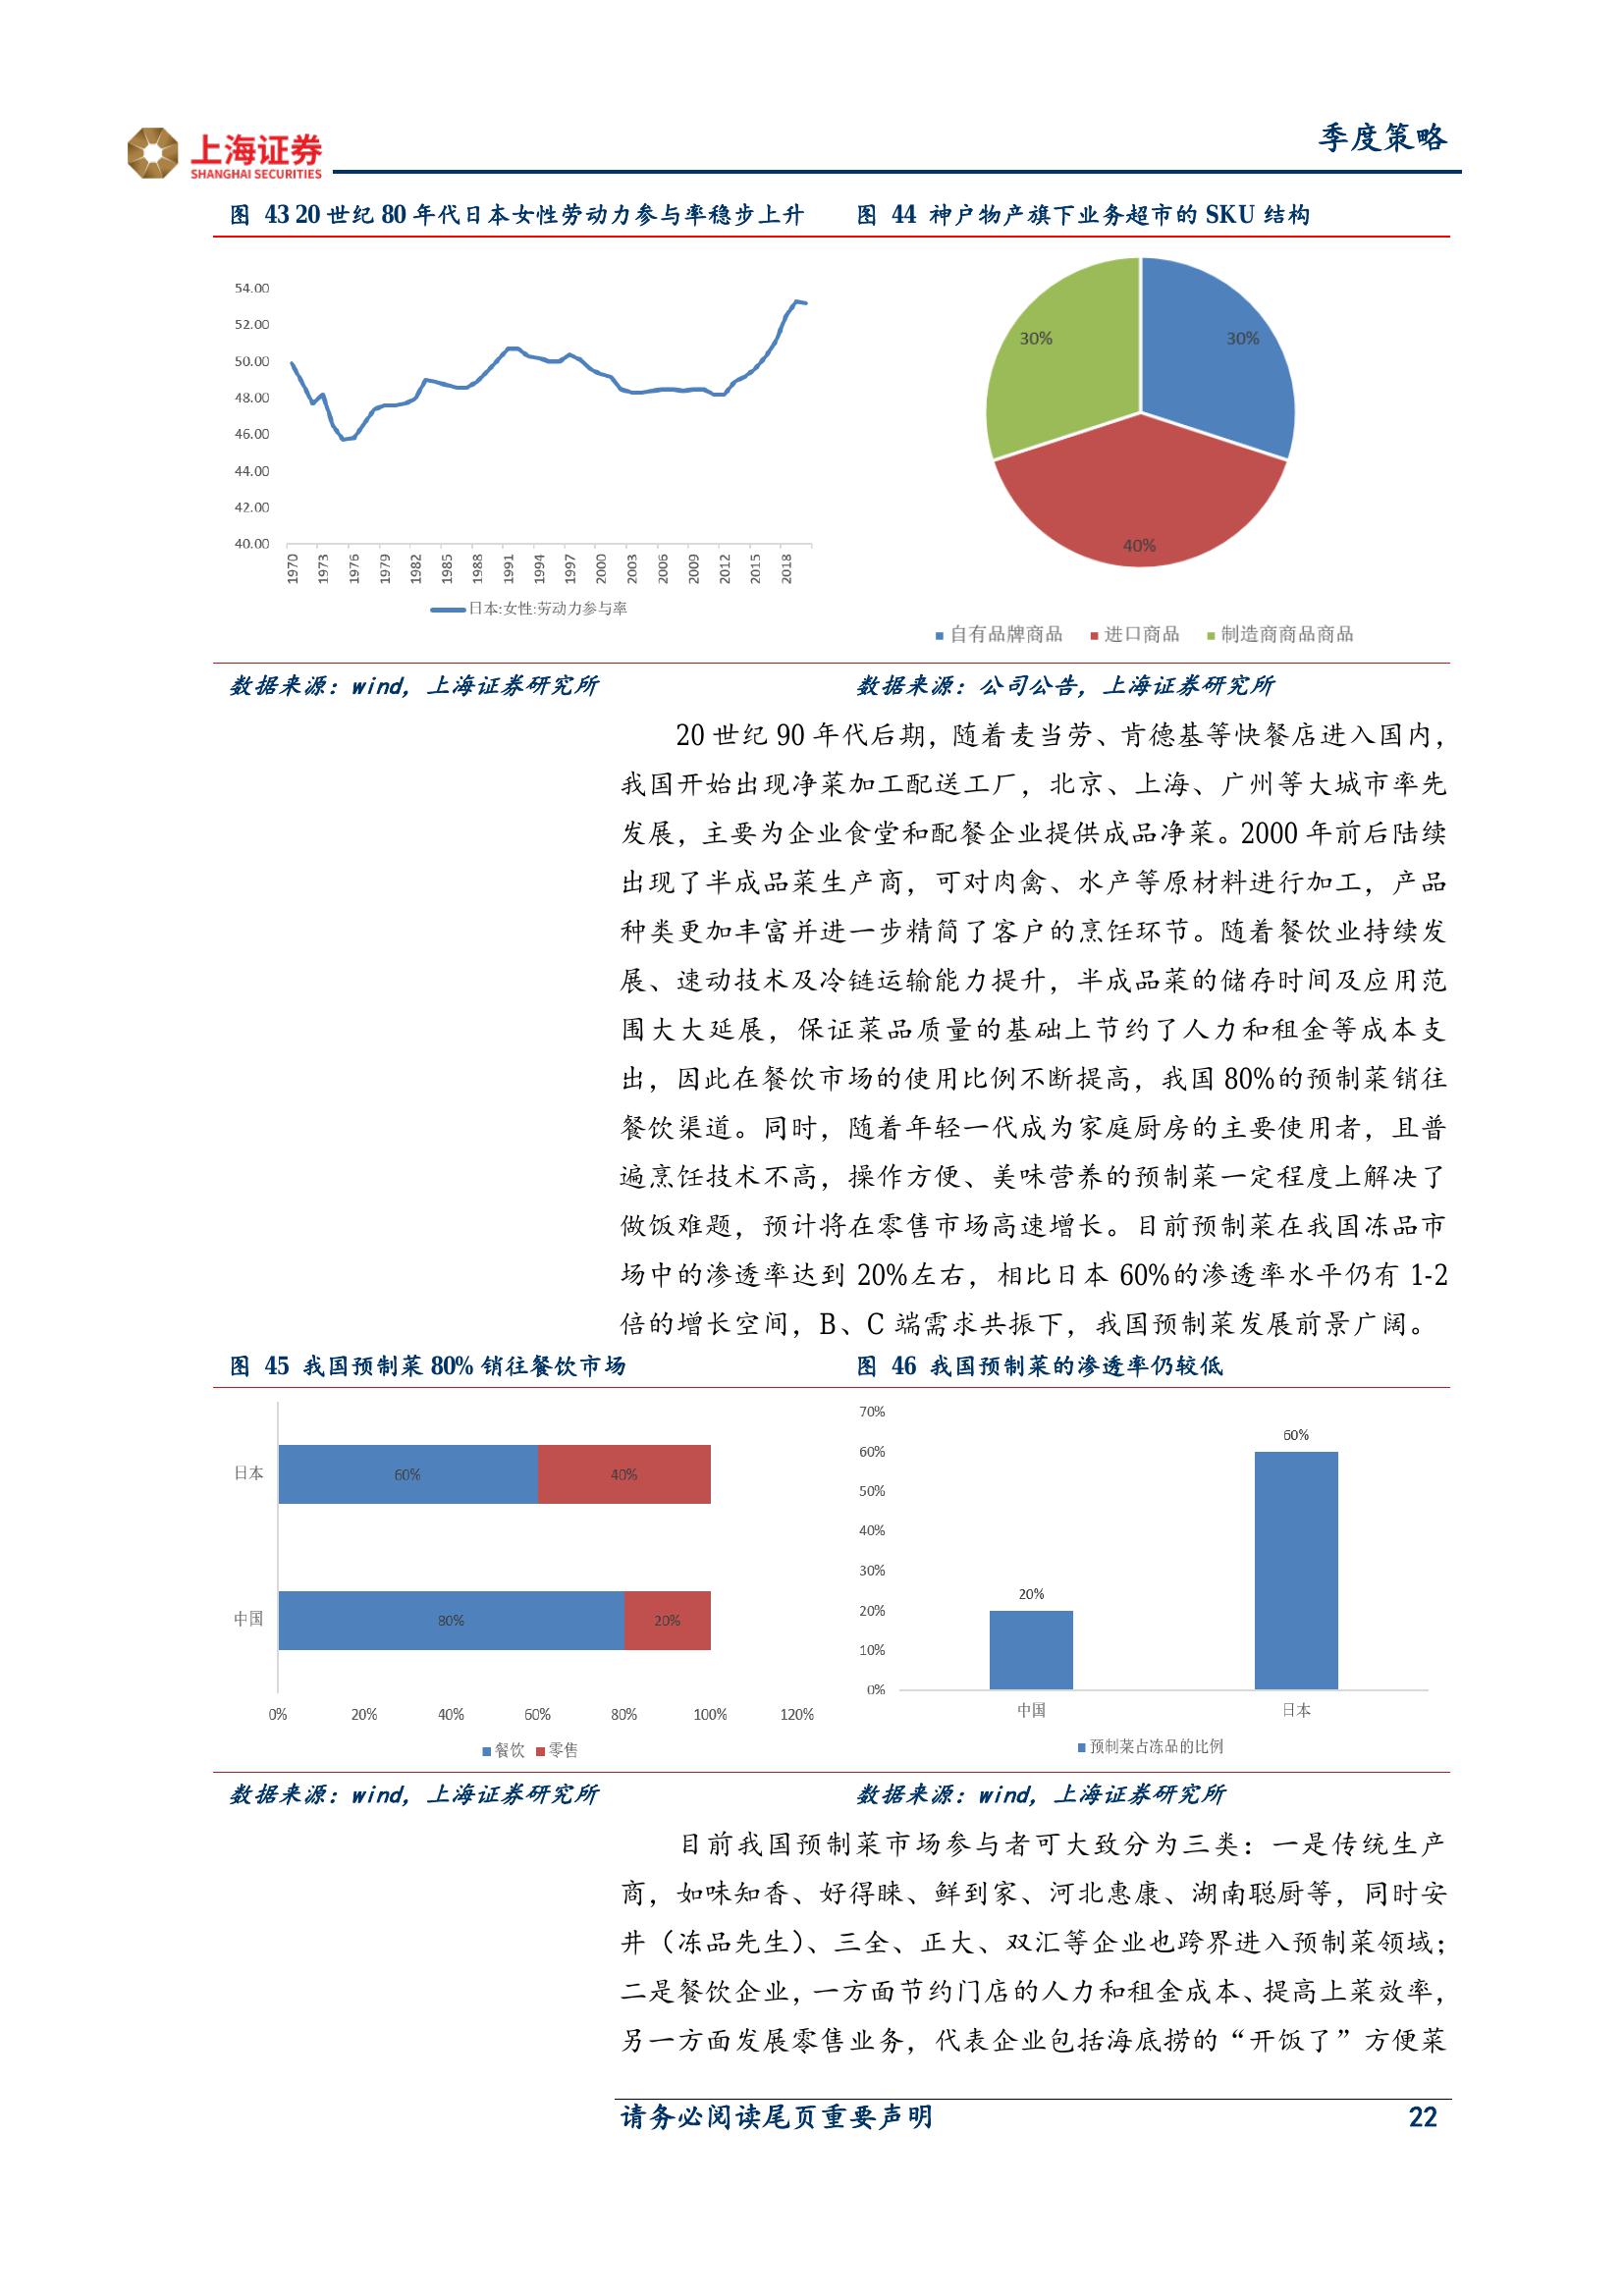 上海证券
SHANGHAI SECURITIES
季度策略
图 43 20 世纪 80 年代日本女性劳动力参与率稳步上升
54.00
52.00
50.00
48.00
46.00
44.00
42.00
40.00
1970 1973 1976 1979 1982 1985 1988 1991 1994 1997 2000 2003 2006 2009 2012 2015 2018
日本:女性:劳动力参与率
数据来源：wind，上海证券研究所
图 44 神户物产旗下业务超市的 SKU 结构
30%
30%
40%
自有品牌商品 进口商品 制造商商品商品
数据来源：公司公告，上海证券研究所
20 世纪 90 年代后期，随着麦当劳、肯德基等快餐店进入国内，
我国开始出现净菜加工配送工厂，北京、上海、广州等大城市率先
发展，主要为企业食堂和配餐企业提供成品净菜。2000 年前后陆续
出现了半成品菜生产商，可对肉禽、水产等原材料进行加工，产品
种类更加丰富并进一步精简了客户的烹饪环节。随着餐饮业持续发
展、速动技术及冷链运输能力提升，半成品菜的储存时间及应用范
围大大延展，保证菜品质量的基础上节约了人力和租金等成本支
出，因此在餐饮市场的使用比例不断提高，我国 80%的预制菜销往
餐饮渠道。同时，随着年轻一代成为家庭厨房的主要使用者，且普
遍烹饪技术不高，操作方便、美味营养的预制菜一定程度上解决了
做饭难题，预计将在零售市场高速增长。目前预制菜在我国冻品市
场中的渗透率达到 20%左右，相比日本 60%的渗透率水平仍有 1-2
倍的增长空间，B、C 端需求共振下，我国预制菜发展前景广阔。
图 45 我国预制菜 80% 销往餐饮市场
日本
60%
40%
中国
80%
20%
0% 20% 40% 60% 80% 100% 120%
餐饮 零售
数据来源：wind，上海证券研究所
图 46 我国预制菜的渗透率仍较低
70%
60%
50%
40%
30%
20%
10%
0%
20%
60%
中国 日本
预制菜占冻品的比例
数据来源：wind，上海证券研究所
目前我国预制菜市场参与者可大致分为三类：一是传统生产
商，如味知香、好得睐、鲜到家、河北惠康、湖南聪厨等，同时安
井（冻品先生）、三全、正大、双汇等企业也跨界进入预制菜领域；
二是餐饮企业，一方面节约门店的人力和租金成本、提高上菜效率，
另一方面发展零售业务，代表企业包括海底捞的“开饭了”方便菜
请务必阅读尾页重要声明
22